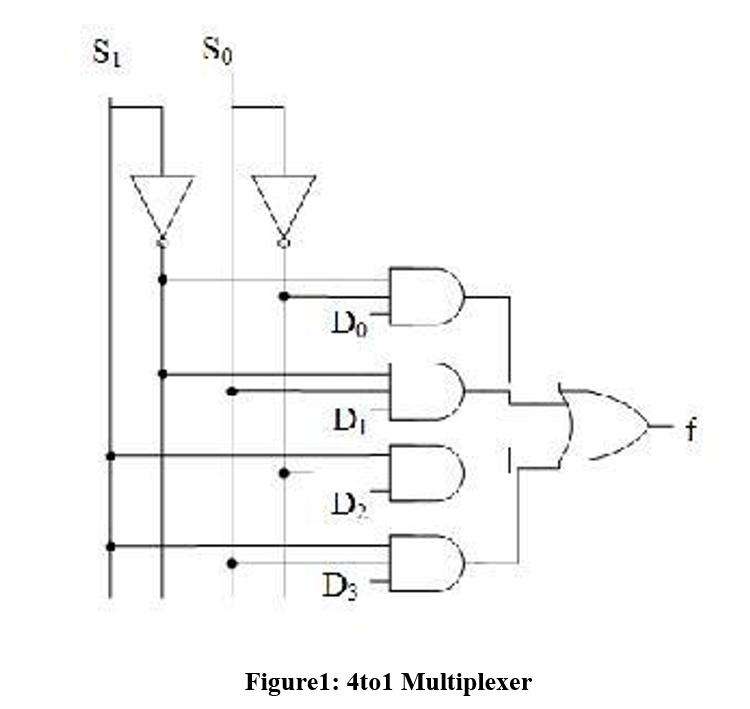 S₁ S₀
D₀
D₁
f
D₂
D₃
Figure1: 4to1 Multiplexer